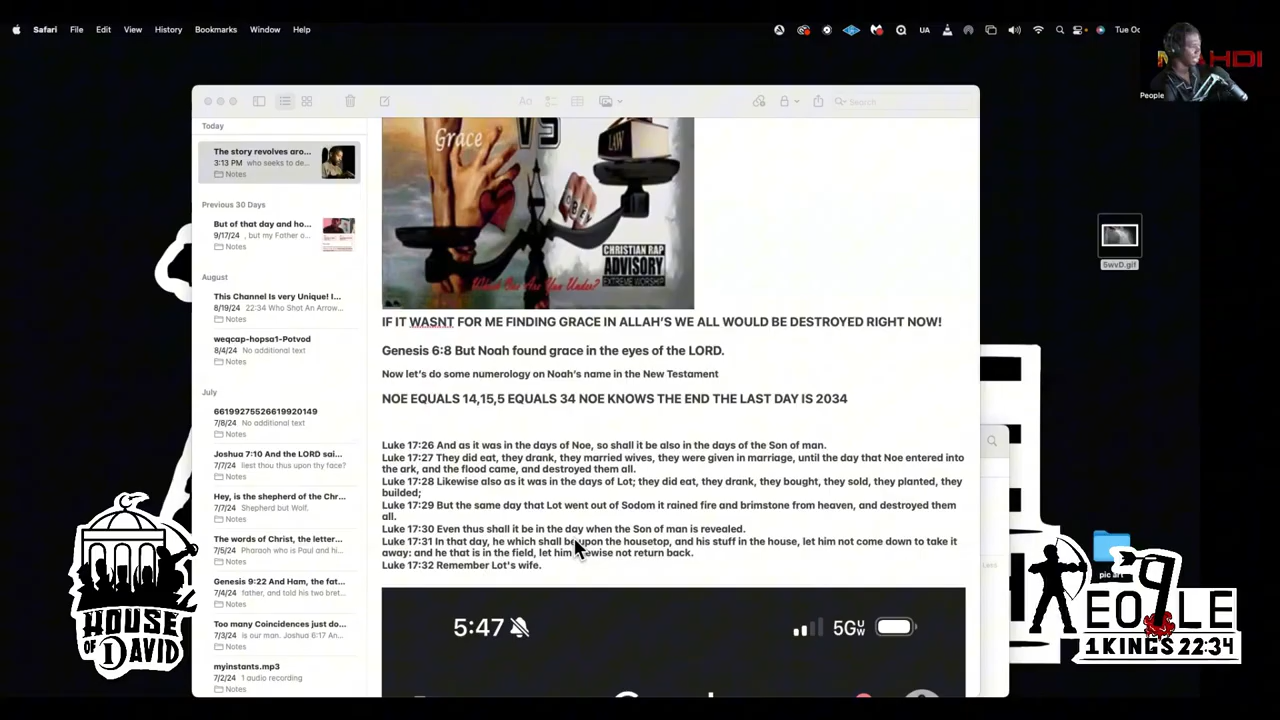 Safari File Edit View History Bookmarks Window Help
UA
Tue Oc
MAHDI
People
Aa
Search
Today
The story revolves aro...
3:13 PM who seeks to de...
Notes
Previous 30 Days
But of that day and ho...
9/17/24 , but my Father o...
Notes
August
This Channel Is very Unique! I...
8/19/24 22:34 Who Shot An Arrow...
Notes
weqcap-hopsa1-Potvod
8/4/24 No additional text
Notes
July
66199275526619920149
7/8/24 No additional text
Notes
Joshua 7:10 And the LORD sai...
7/7/24 liest thou thus upon thy face?
Notes
Hey, is the shepherd of the Chr...
7/7/24 Shepherd but Wolf.
Notes
The words of Christ, the letter...
7/5/24 Pharaoh who is Paul and hi...
Notes
Genesis 9:22 And Ham, the fat...
7/4/24 father, and told his two bret...
Notes
Too many Coincidences just do...
7/3/24 is our man. Joshua 6:17 An...
Notes
myinstants.mp3
7/2/24 1 audio recording
Notes
Grace
VS
LAW
CHRISTIAN RAP
ADVISORY
EXTREME WORSHIP
Which One Are You Under?
IF IT WASNT FOR ME FINDING GRACE IN ALLAH'S WE ALL WOULD BE DESTROYED RIGHT NOW!
Genesis 6:8 But Noah found grace in the eyes of the LORD.
Now let's do some numerology on Noah's name in the New Testament
NOE EQUALS 14,15,5 EQUALS 34 NOE KNOWS THE END THE LAST DAY IS 2034
Luke 17:26 And as it was in the days of Noe, so shall it be also in the days of the Son of man.
Luke 17:27 They did eat, they drank, they married wives, they were given in marriage, until the day that Noe entered into
the ark, and the flood came, and destroyed them all.
Luke 17:28 Likewise also as it was in the days of Lot; they did eat, they drank, they bought, they sold, they planted, they
builded;
Luke 17:29 But the same day that Lot went out of Sodom it rained fire and brimstone from heaven, and destroyed them
all.
Luke 17:30 Even thus shall it be in the day when the Son of man is revealed.
Luke 17:31 In that day, he which shall be upon the housetop, and his stuff in the house, let him not come down to take it
away: and he that is in the field, let him likewise not return back.
Luke 17:32 Remember Lot's wife.
5:47
5G
5wvD.gif
pic art
HOUSE
OF DAVID
PEOPLE
1 KINGS 22:34